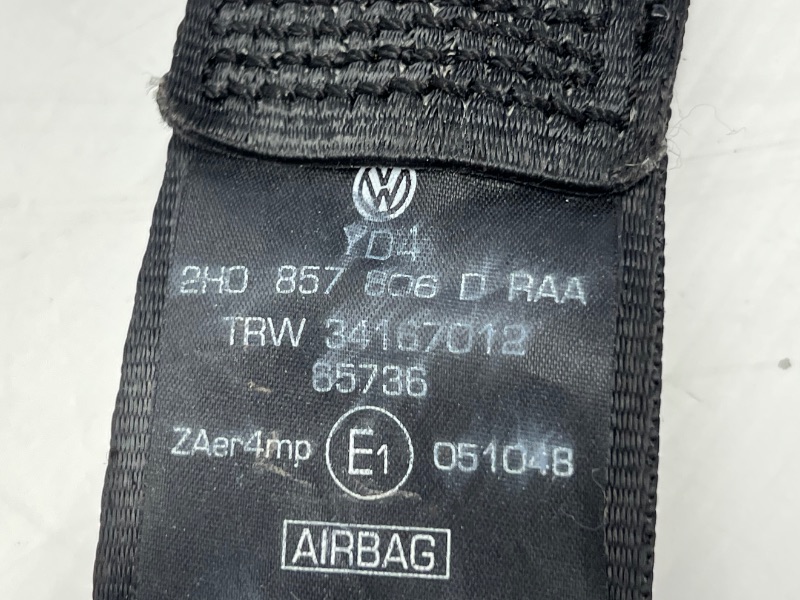 YD4
2H0 857 806 D RAA
TRW 34167012
85736
ZAer4mp E1 051048
AIRBAG